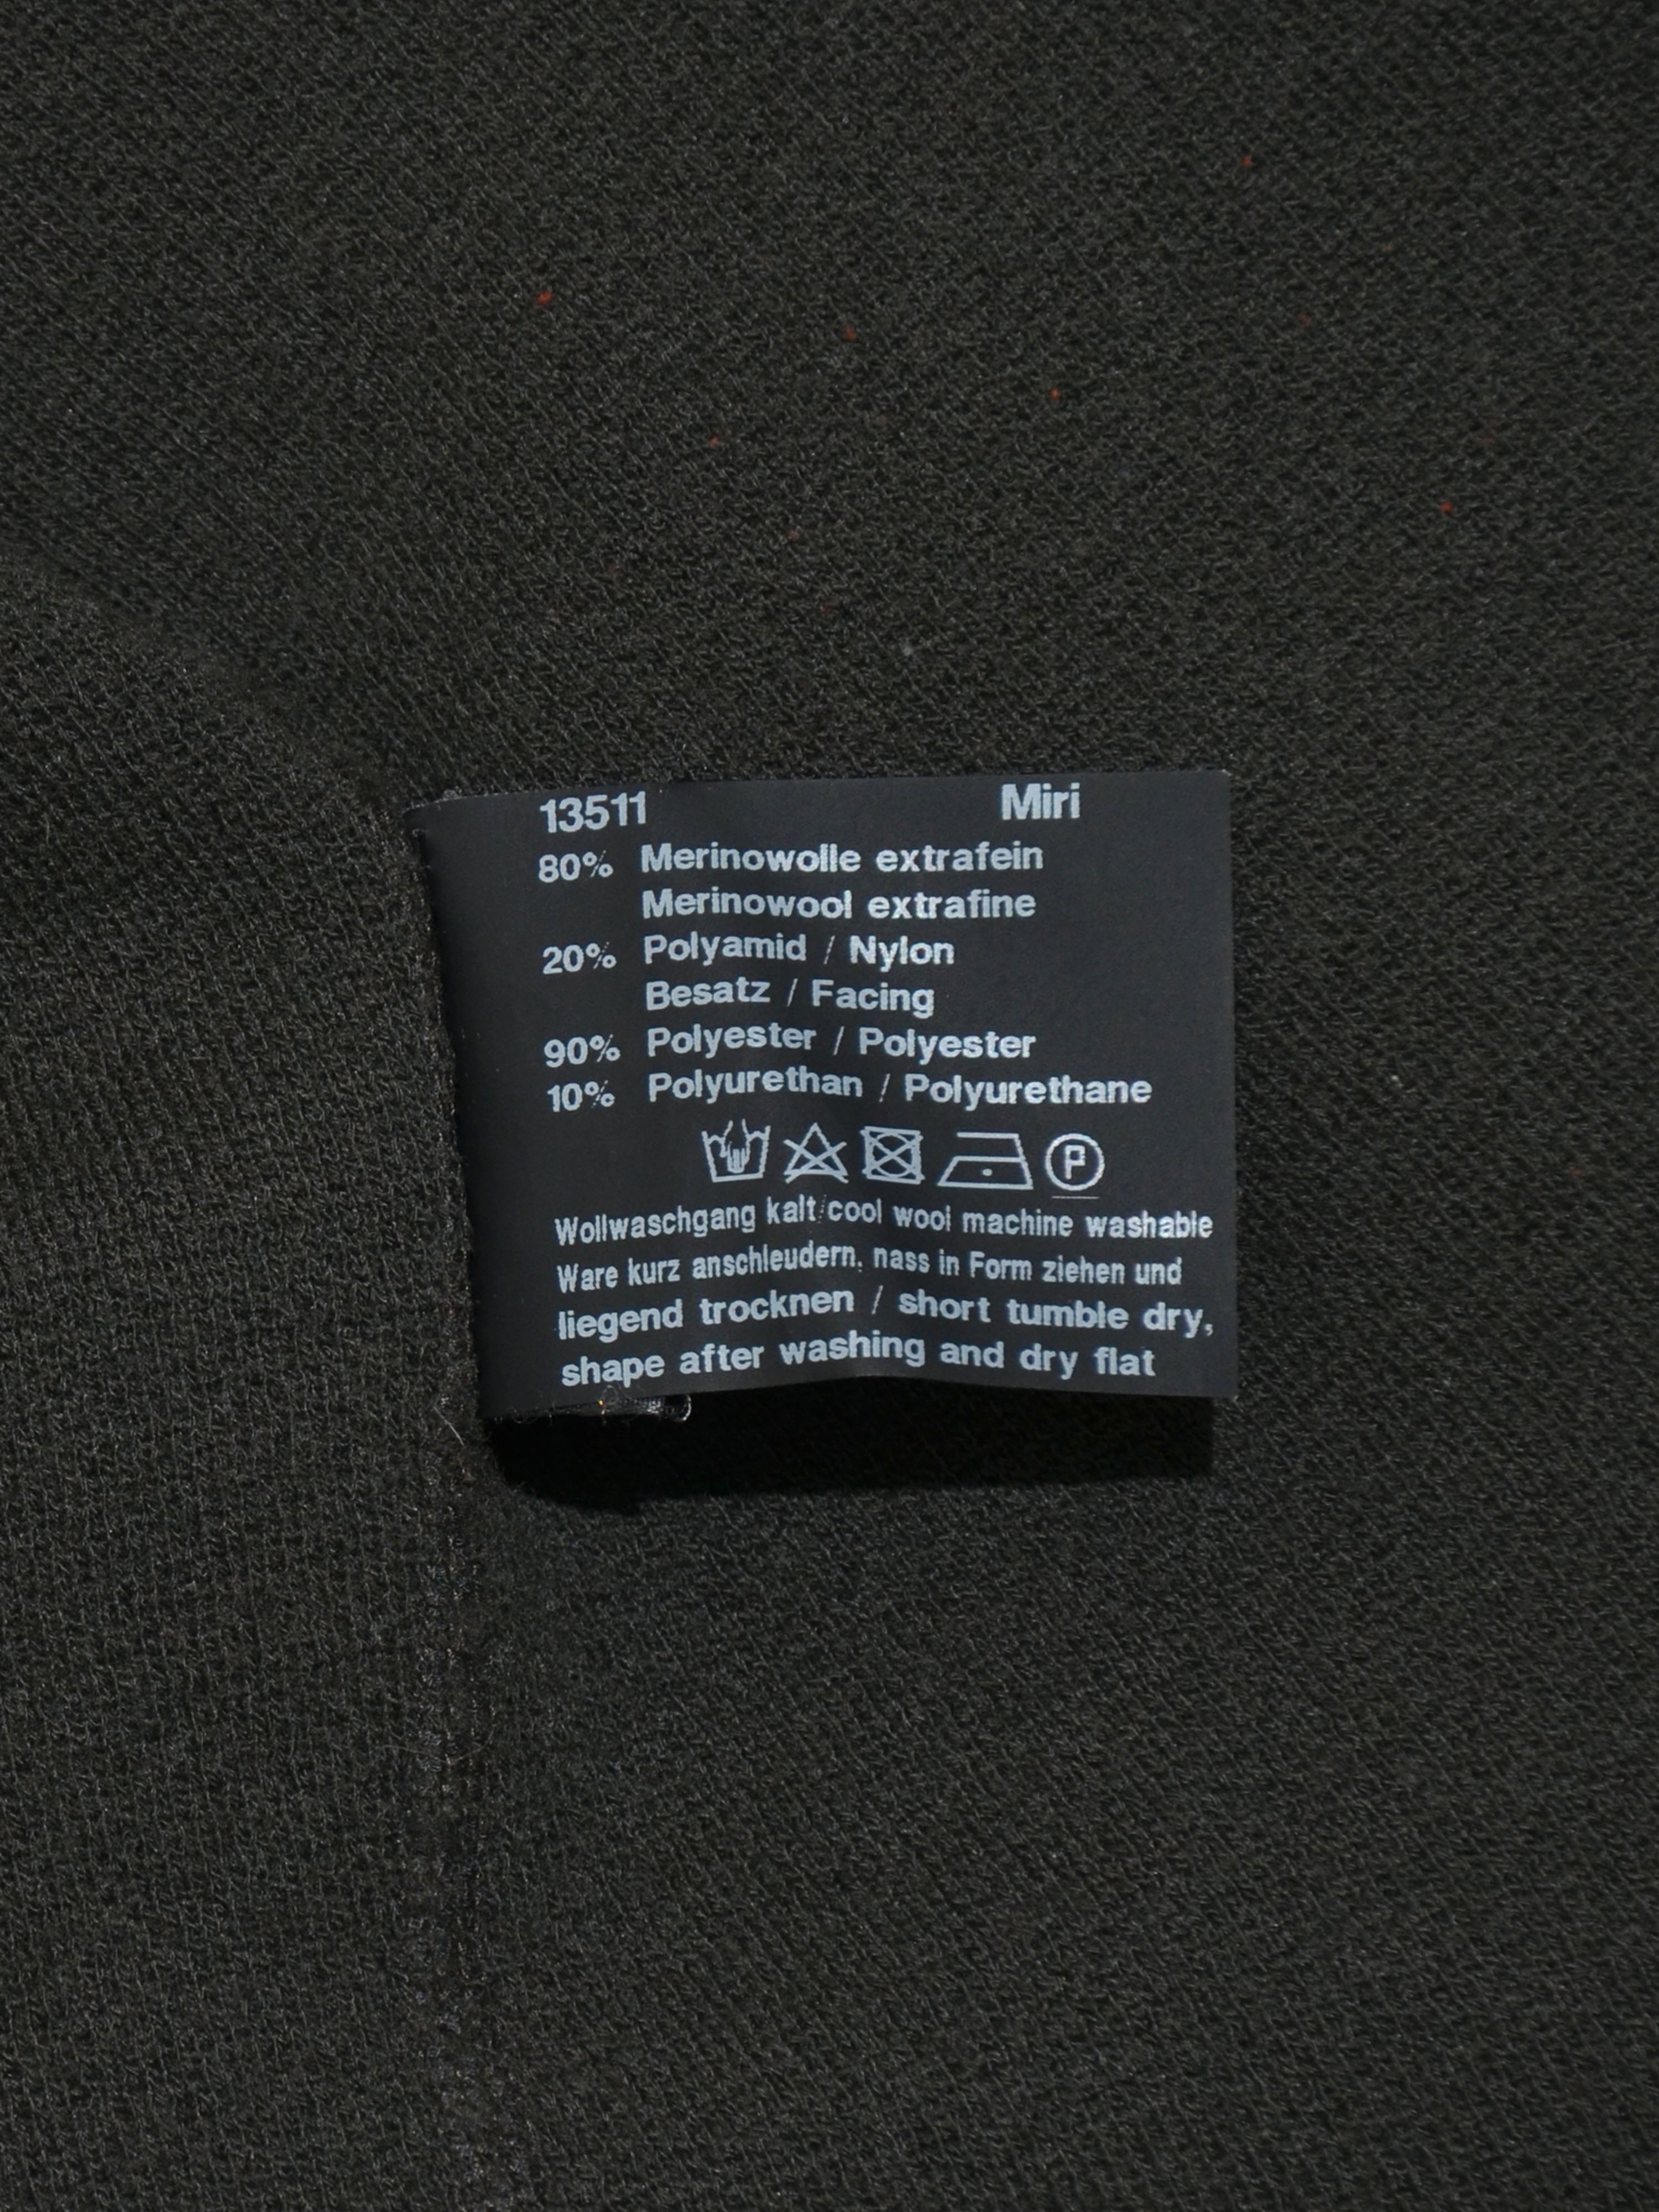 13511 Miri
80% Merinowolle extrafein
Merinowool extrafine
20% Polyamid / Nylon
Besatz / Facing
90% Polyester / Polyester
10% Polyurethan / Polyurethane
P
Wollwaschgang kalt/cool wool machine washable
Ware kurz anschleudern, nass in Form ziehen und
liegend trocknen / short tumble dry,
shape after washing and dry flat